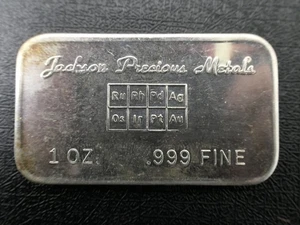 Jackson Precious Metals
Ru Rh Pd Ag
Os Ir Pt Au
1 OZ. .999 FINE